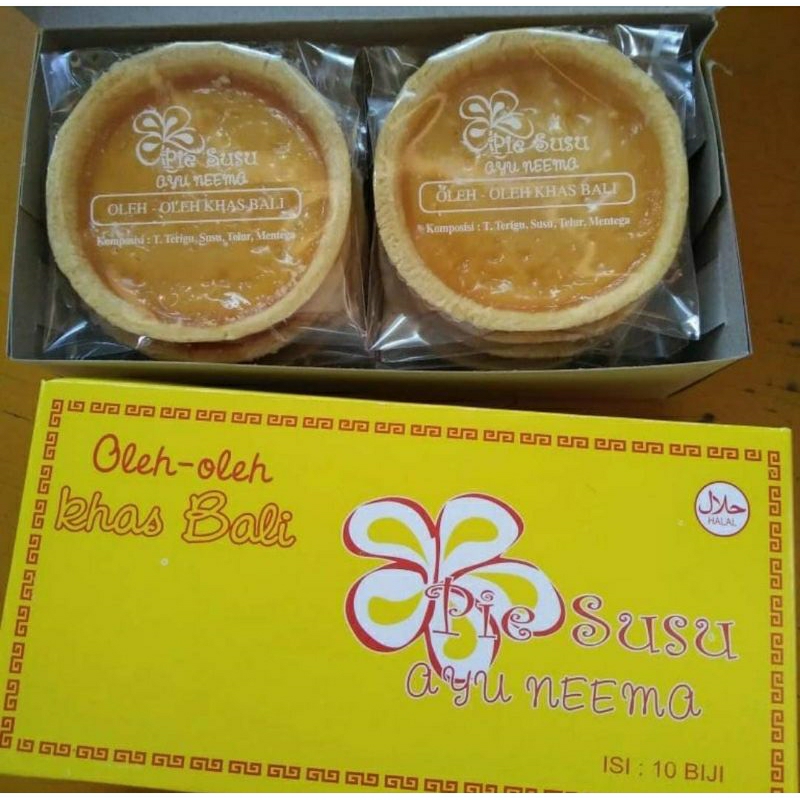 Pie Susu
AYU NEEMA
OLEH - OLEH KHAS BALI
Komposisi : T. Terigu, Susu, Telur, Mentega
Pie Susu
AYU NEEMA
OLEH - OLEH KHAS BALI
Komposisi : T. Terigu, Susu, Telur, Mentega
Oleh-oleh
khas Bali
حلال
HALAL
Pie Susu
AYU NEEMA
ISI : 10 BIJI